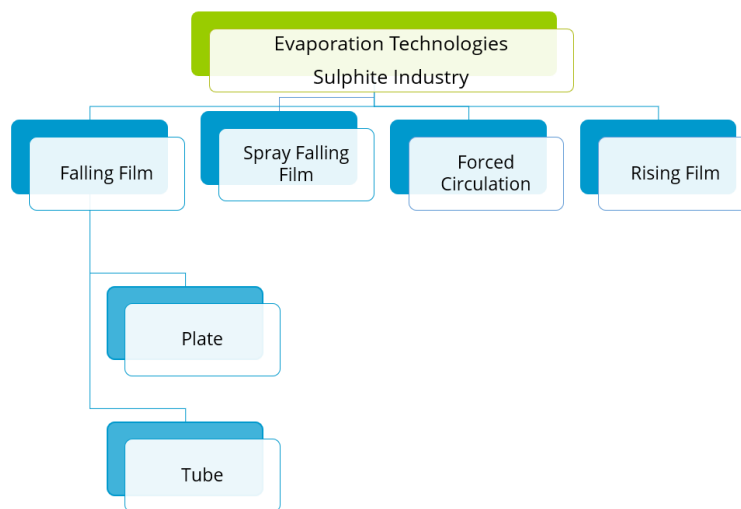 Evaporation Technologies
Sulphite Industry
Falling Film
Spray Falling
Film
Forced
Circulation
Rising Film
Plate
Tube